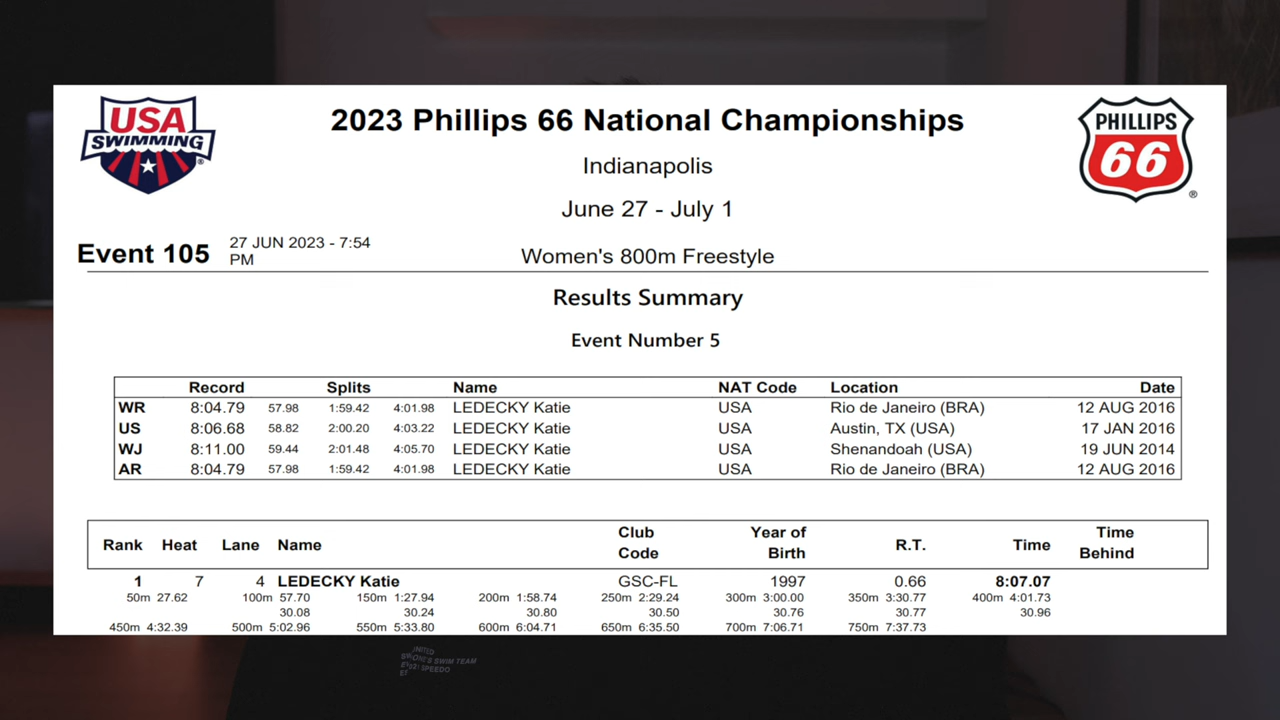 USA
SWIMMING®
2023 Phillips 66 National Championships
PHILLIPS
66®
Indianapolis
June 27 - July 1
Event 105 27 JUN 2023 - 7:54 PM Women's 800m Freestyle
Results Summary
Event Number 5
Record Splits Name NAT Code Location Date
WR 8:04.79 57.98 1:59.42 4:01.98 LEDECKY Katie USA Rio de Janeiro (BRA) 12 AUG 2016
US 8:06.68 58.82 2:00.20 4:03.22 LEDECKY Katie USA Austin, TX (USA) 17 JAN 2016
WJ 8:11.00 59.44 2:01.48 4:05.70 LEDECKY Katie USA Shenandoah (USA) 19 JUN 2014
AR 8:04.79 57.98 1:59.42 4:01.98 LEDECKY Katie USA Rio de Janeiro (BRA) 12 AUG 2016
Rank Heat Lane Name Club Code Year of Birth R.T. Time Time Behind
1 7 4 LEDECKY Katie GSC-FL 1997 0.66 8:07.07
50m 27.62 100m 57.70 150m 1:27.94 200m 1:58.74 250m 2:29.24 300m 3:00.00 350m 3:30.77 400m 4:01.73
30.08 30.24 30.80 30.50 30.76 30.77 30.96
450m 4:32.39 500m 5:02.96 550m 5:33.80 600m 6:04.71 650m 6:35.50 700m 7:06.71 750m 7:37.73
SWIM TEAM
SPEEDO